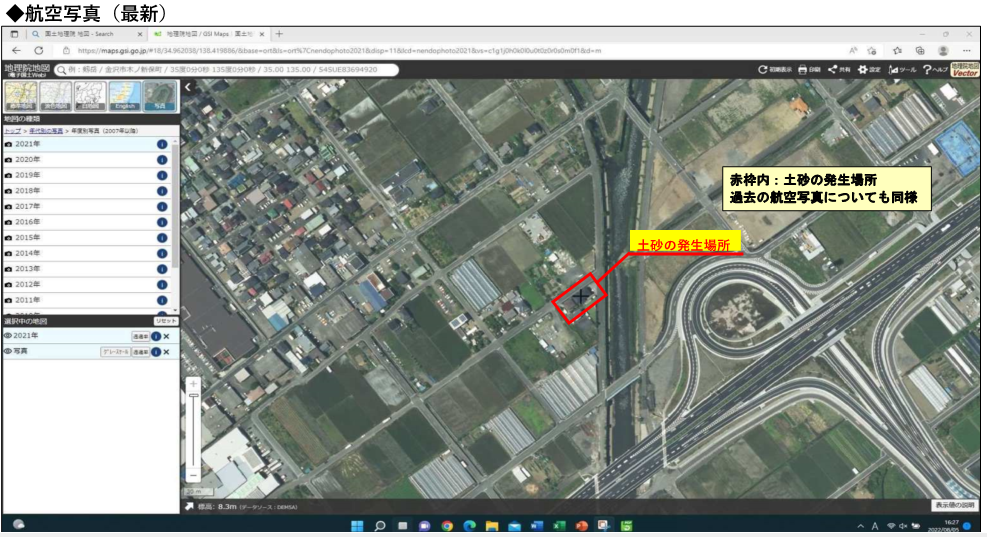 ◆航空写真（最新）
国土地理院 地図 - Search
地理院地図 / GSI Maps｜国土地
https://maps.gsi.go.jp/#18/34.962038/138.419886/&base=ort&ls=ort%7Cnendophoto2021&disp=11&lcd=nendophoto2021&vs=c1g1j0h0k0l0u0t0z0r0s0m0f1&d=m
地理院地図
(電子国土Web)
例：剱岳 / 金沢市木ノ新保町 / 35度0分0秒 135度0分0秒 / 35.00 135.00 / 54SUE83694920
初期表示
印刷
共有
設定
ツール
ヘルプ
地理院地図
Vector
標準地図
淡色地図
白地図
English
写真
地図の種類
トップ > 年代別の写真 > 年度別写真（2007年以降）
2021年
2020年
2019年
2018年
2017年
2016年
2015年
2014年
2013年
2012年
2011年
選択中の地図
リセット
2021年
透過率
写真
グレースケール
透過率
赤枠内：土砂の発生場所
過去の航空写真についても同様
土砂の発生場所
20 m
標高: 8.3m (データソース：DEM5A)
表示値の説明
A
16:27
2022/08/05